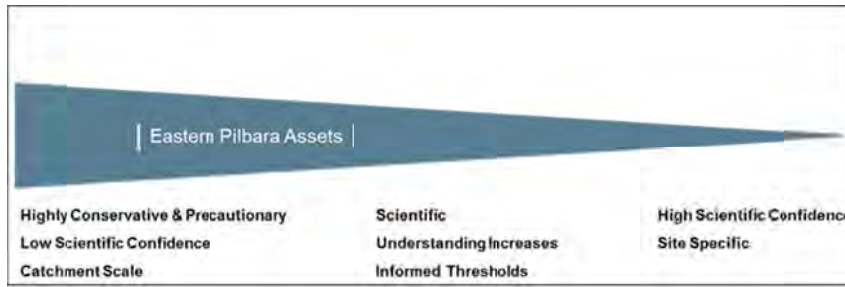 | Eastern Pilbara Assets |
Highly Conservative & Precautionary
Low Scientific Confidence
Catchment Scale
Scientific
Understanding Increases
Informed Thresholds
High Scientific Confidence
Site Specific